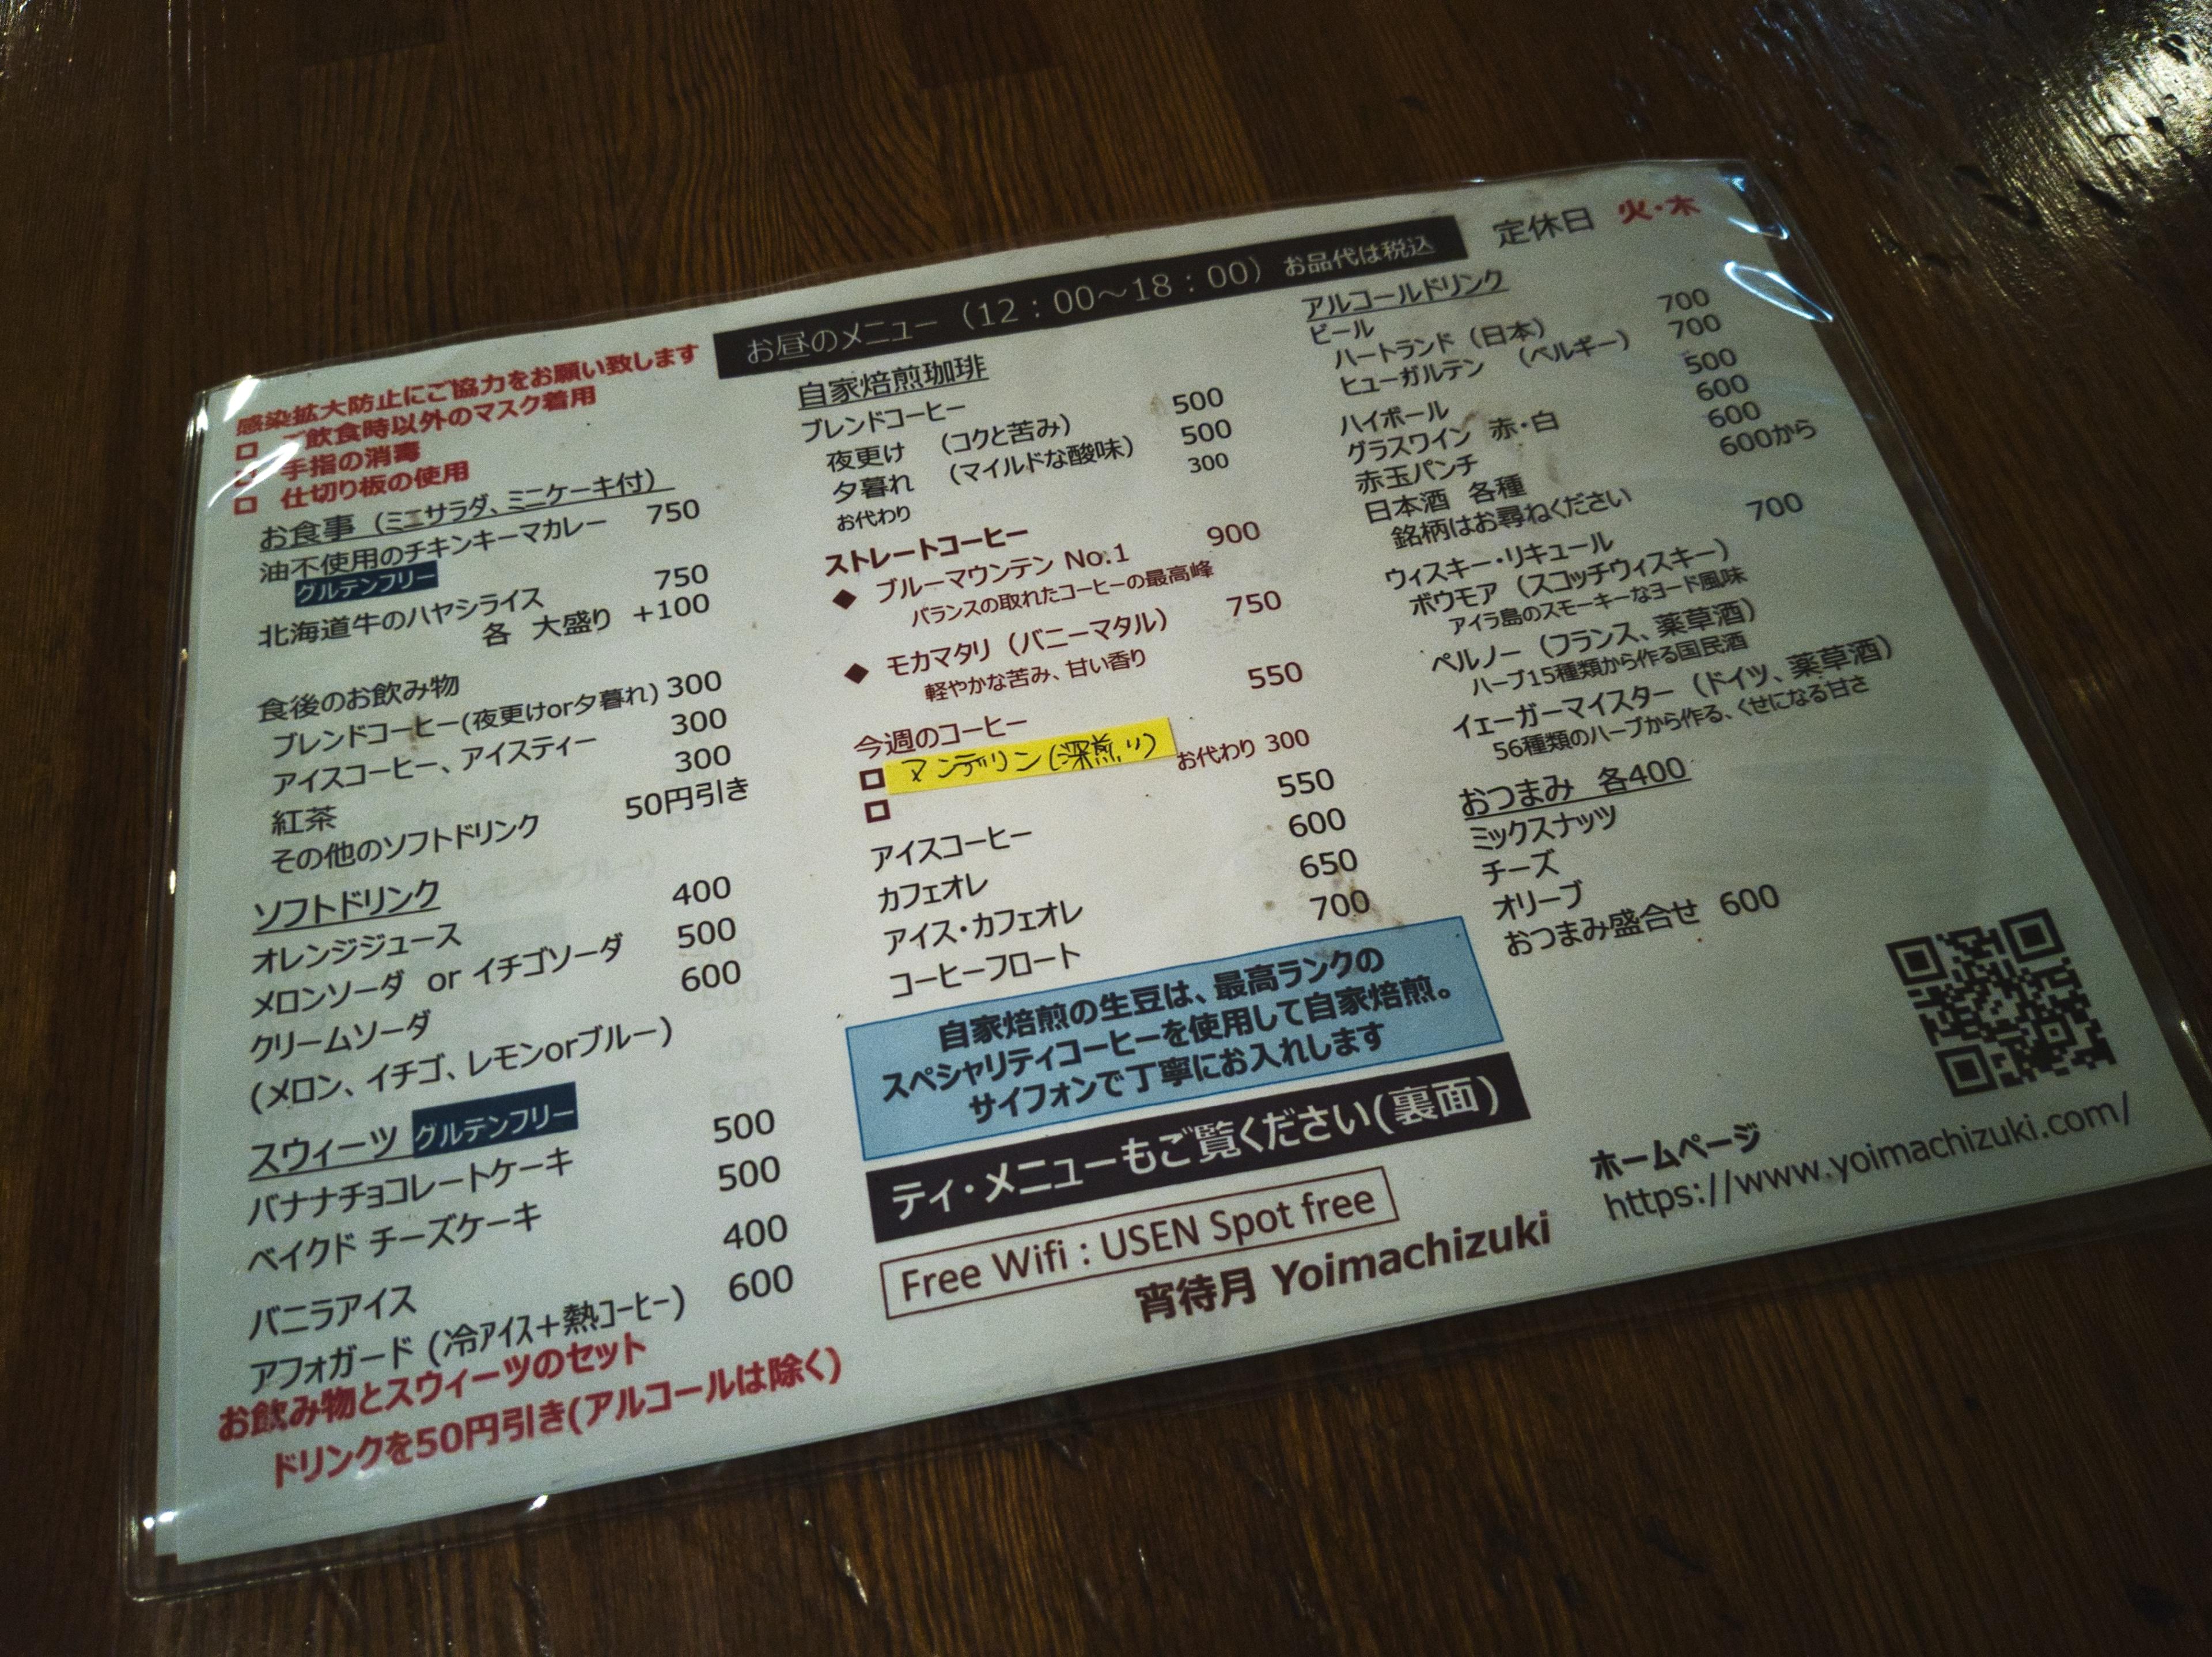 お昼のメニュー（12：00～18：00）お品代は税込
定休日 火・木
感染拡大防止にご協力をお願い致します
□ ご飲食時以外のマスク着用
□ 手指の消毒
□ 仕切り板の使用
お食事（ミニサラダ、ミニケーキ付）
油不使用のチキンキーマカレー 750
グルテンフリー
北海道牛のハヤシライス 750
各 大盛り +100
食後のお飲み物
ブレンドコーヒー(夜更けor夕暮れ) 300
アイスコーヒー、アイスティー 300
紅茶 300
その他のソフトドリンク 50円引き
ソフトドリンク
オレンジジュース 400
メロンソーダ or イチゴソーダ 500
クリームソーダ 600
(メロン、イチゴ、レモンorブルー)
スウィーツ グルテンフリー
バナナチョコレートケーキ 500
ベイクド チーズケーキ 500
バニラアイス 400
アフォガード (冷アイス＋熱コーヒー) 600
お飲み物とスウィーツのセット
ドリンクを50円引き(アルコールは除く)
自家焙煎珈琲
ブレンドコーヒー
夜更け （コクと苦み） 500
夕暮れ （マイルドな酸味） 500
お代わり 300
ストレートコーヒー
◆ ブルーマウンテン No.1 900
バランスの取れたコーヒーの最高峰
◆ モカマタリ（バニーマタル） 750
軽やかな苦み、甘い香り
今週のコーヒー 550
□ マンデリン(深煎り) お代わり 300
□
アイスコーヒー 550
カフェオレ 600
アイス・カフェオレ 650
コーヒーフロート 700
自家焙煎の生豆は、最高ランクの
スペシャリティコーヒーを使用して自家焙煎。
サイフォンで丁寧にお入れします
ティ・メニューもご覧ください(裏面)
Free Wifi : USEN Spot free
宵待月 Yoimachizuki
アルコールドリンク
ビール
ハートランド（日本） 700
ヒューガルテン （ベルギー） 700
ハイボール 500
グラスワイン 赤・白 600
赤玉パンチ 600
日本酒 各種 600から
銘柄はお尋ねください
ウィスキー・リキュール 700
ボウモア（スコッチウィスキー）
アイラ島のスモーキーなヨード風味
ペルノー（フランス、薬草酒）
ハーブ15種類から作る国民酒
イェーガーマイスター（ドイツ、薬草酒）
56種類のハーブから作る、くせになる甘さ
おつまみ 各400
ミックスナッツ
チーズ
オリーブ
おつまみ盛合せ 600
ホームページ
https://www.yoimachizuki.com/